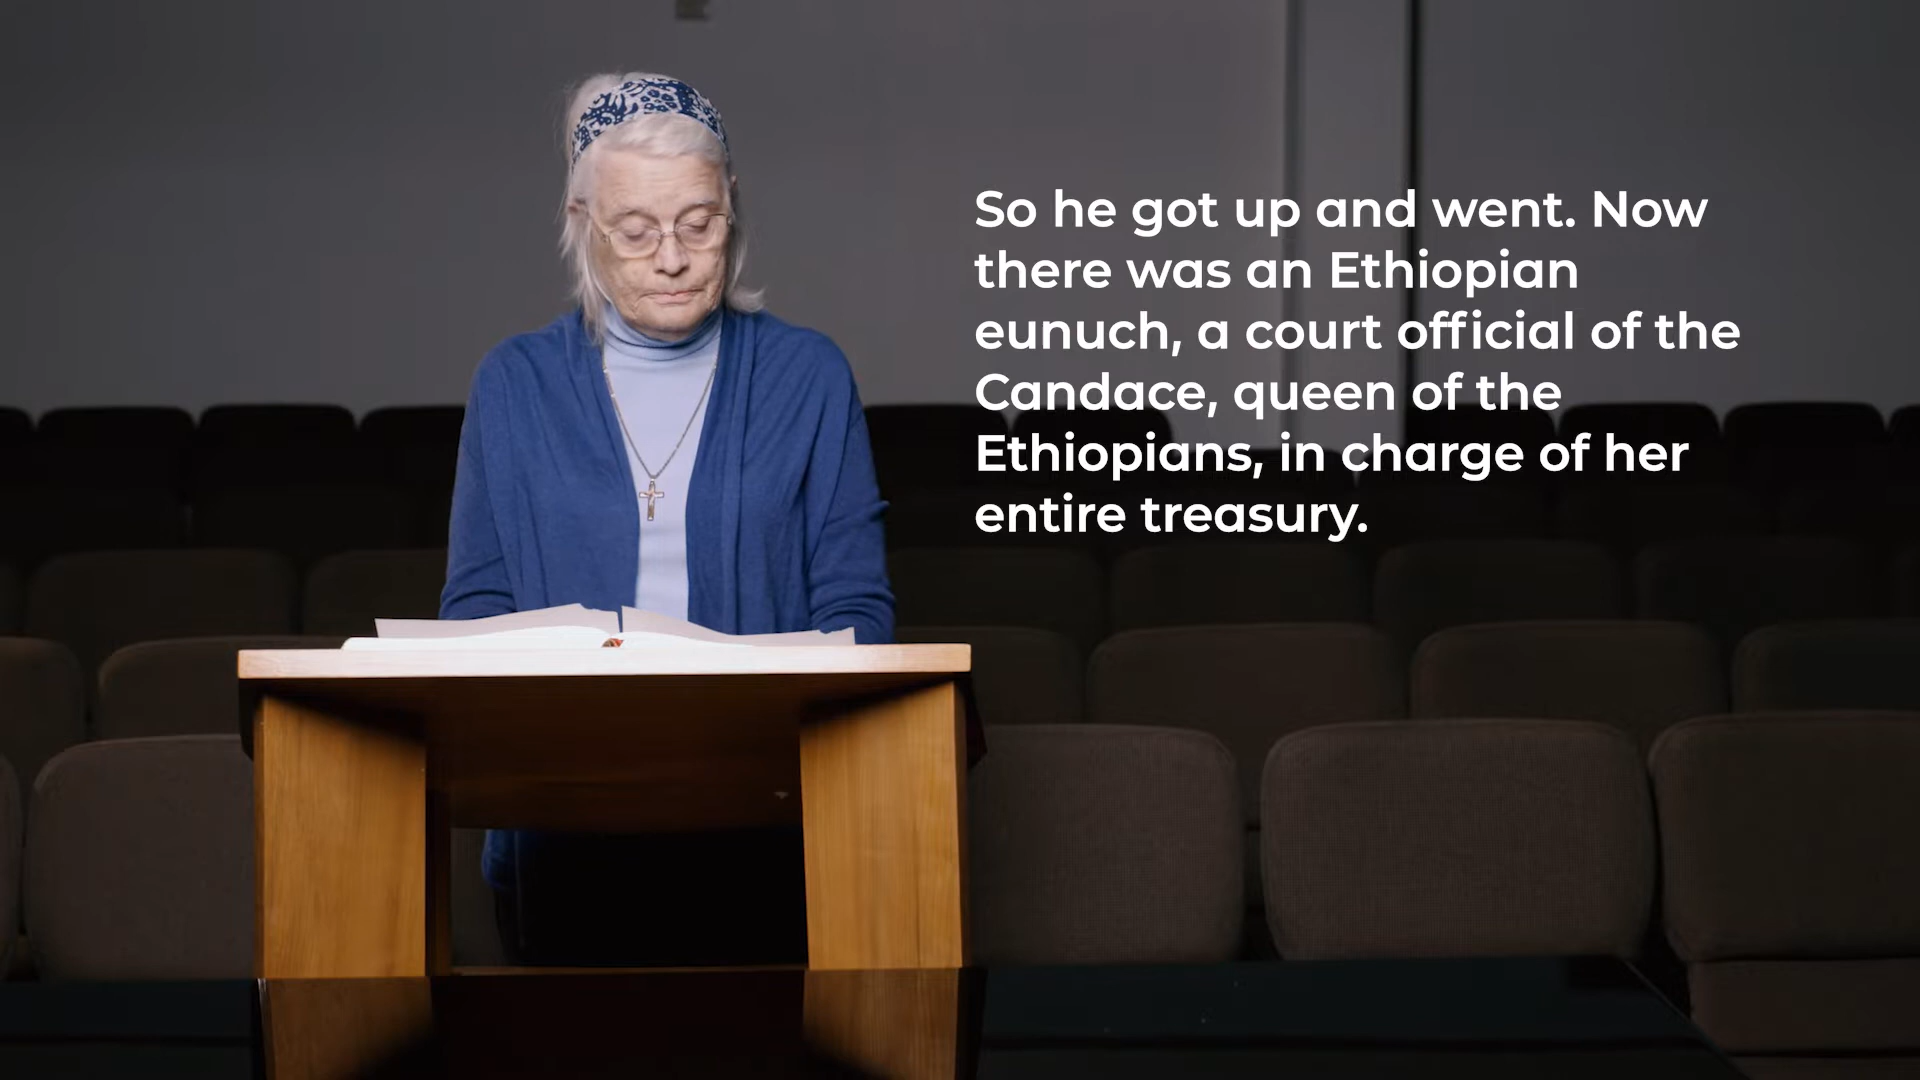 So he got up and went. Now
there was an Ethiopian
eunuch, a court official of the
Candace, queen of the
Ethiopians, in charge of her
entire treasury.